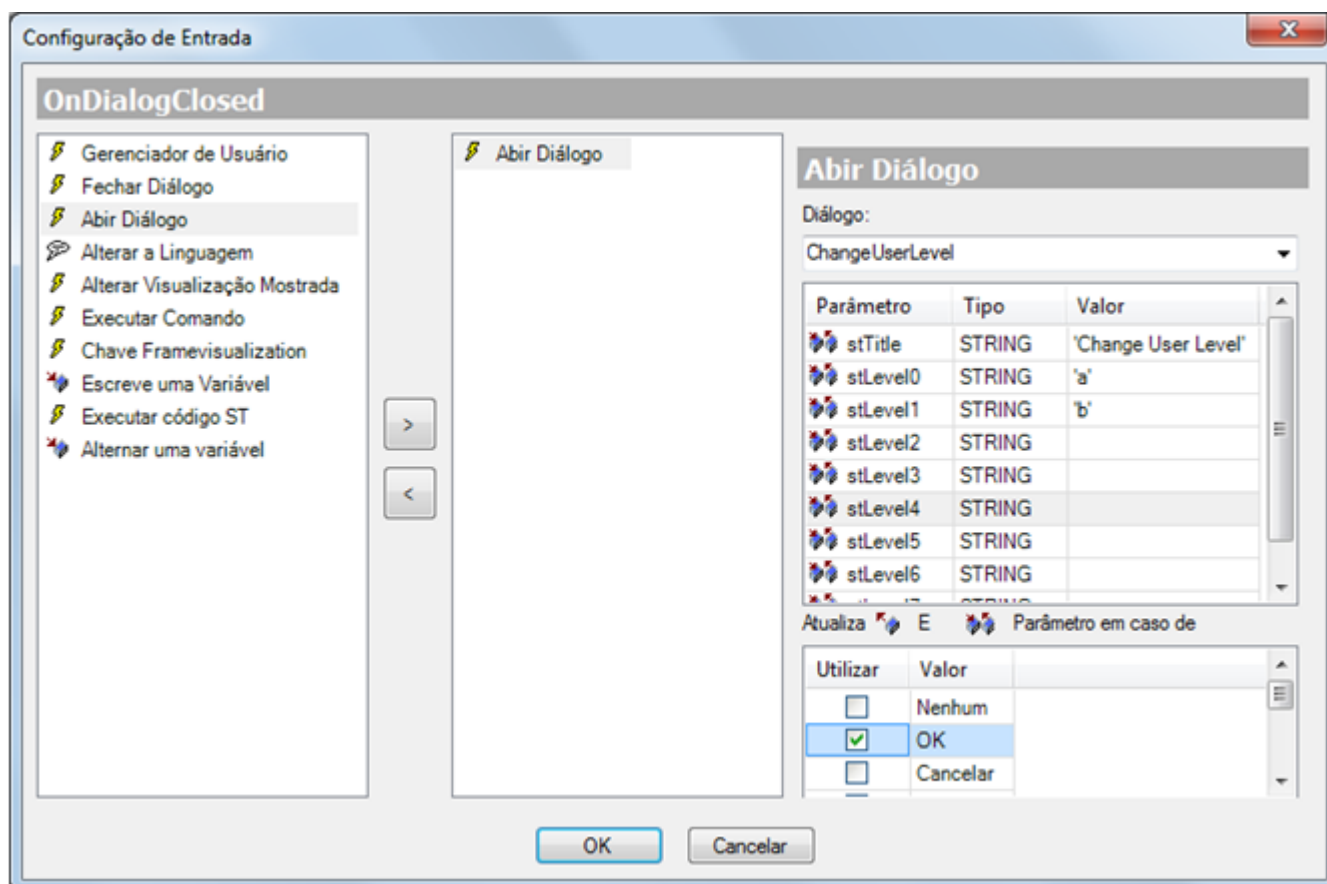 Configuração de Entrada
OnDialogClosed
Gerenciador de Usuário
Fechar Diálogo
Abir Diálogo
Alterar a Linguagem
Alterar Visualização Mostrada
Executar Comando
Chave Framevisualization
Escreve uma Variável
Executar código ST
Alternar uma variável
>
<
Abir Diálogo
Abir Diálogo
Diálogo:
ChangeUserLevel
Parâmetro Tipo Valor
stTitle STRING 'Change User Level'
stLevel0 STRING 'a'
stLevel1 STRING 'b'
stLevel2 STRING
stLevel3 STRING
stLevel4 STRING
stLevel5 STRING
stLevel6 STRING
Atualiza E Parâmetro em caso de
Utilizar Valor
Nenhum
OK
Cancelar
OK Cancelar